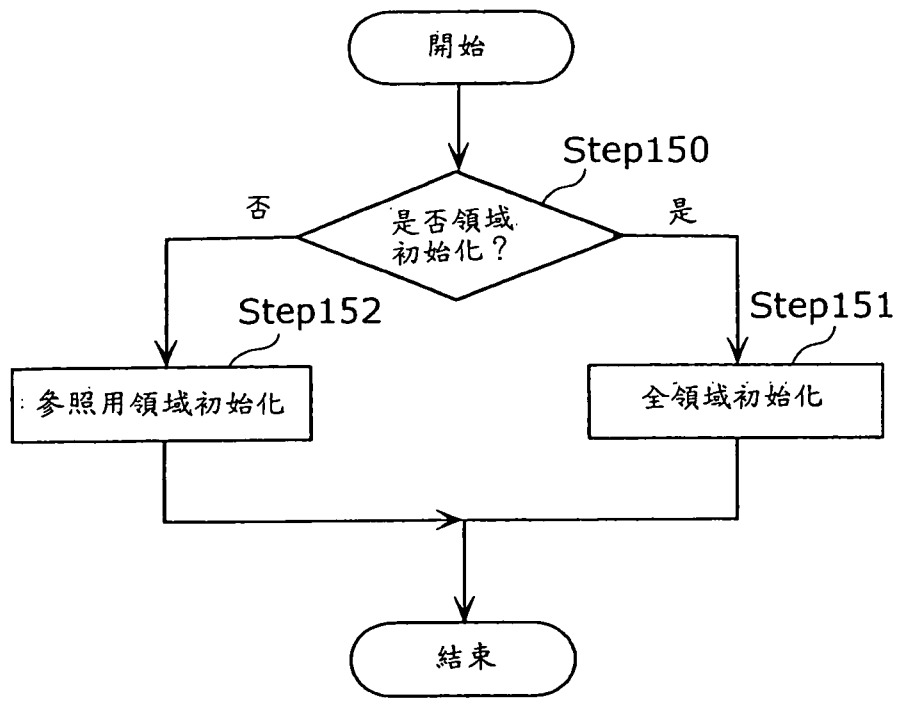 開始
Step150
否
是
是否領域
初始化？
Step152
Step151
參照用領域初始化
全領域初始化
結束